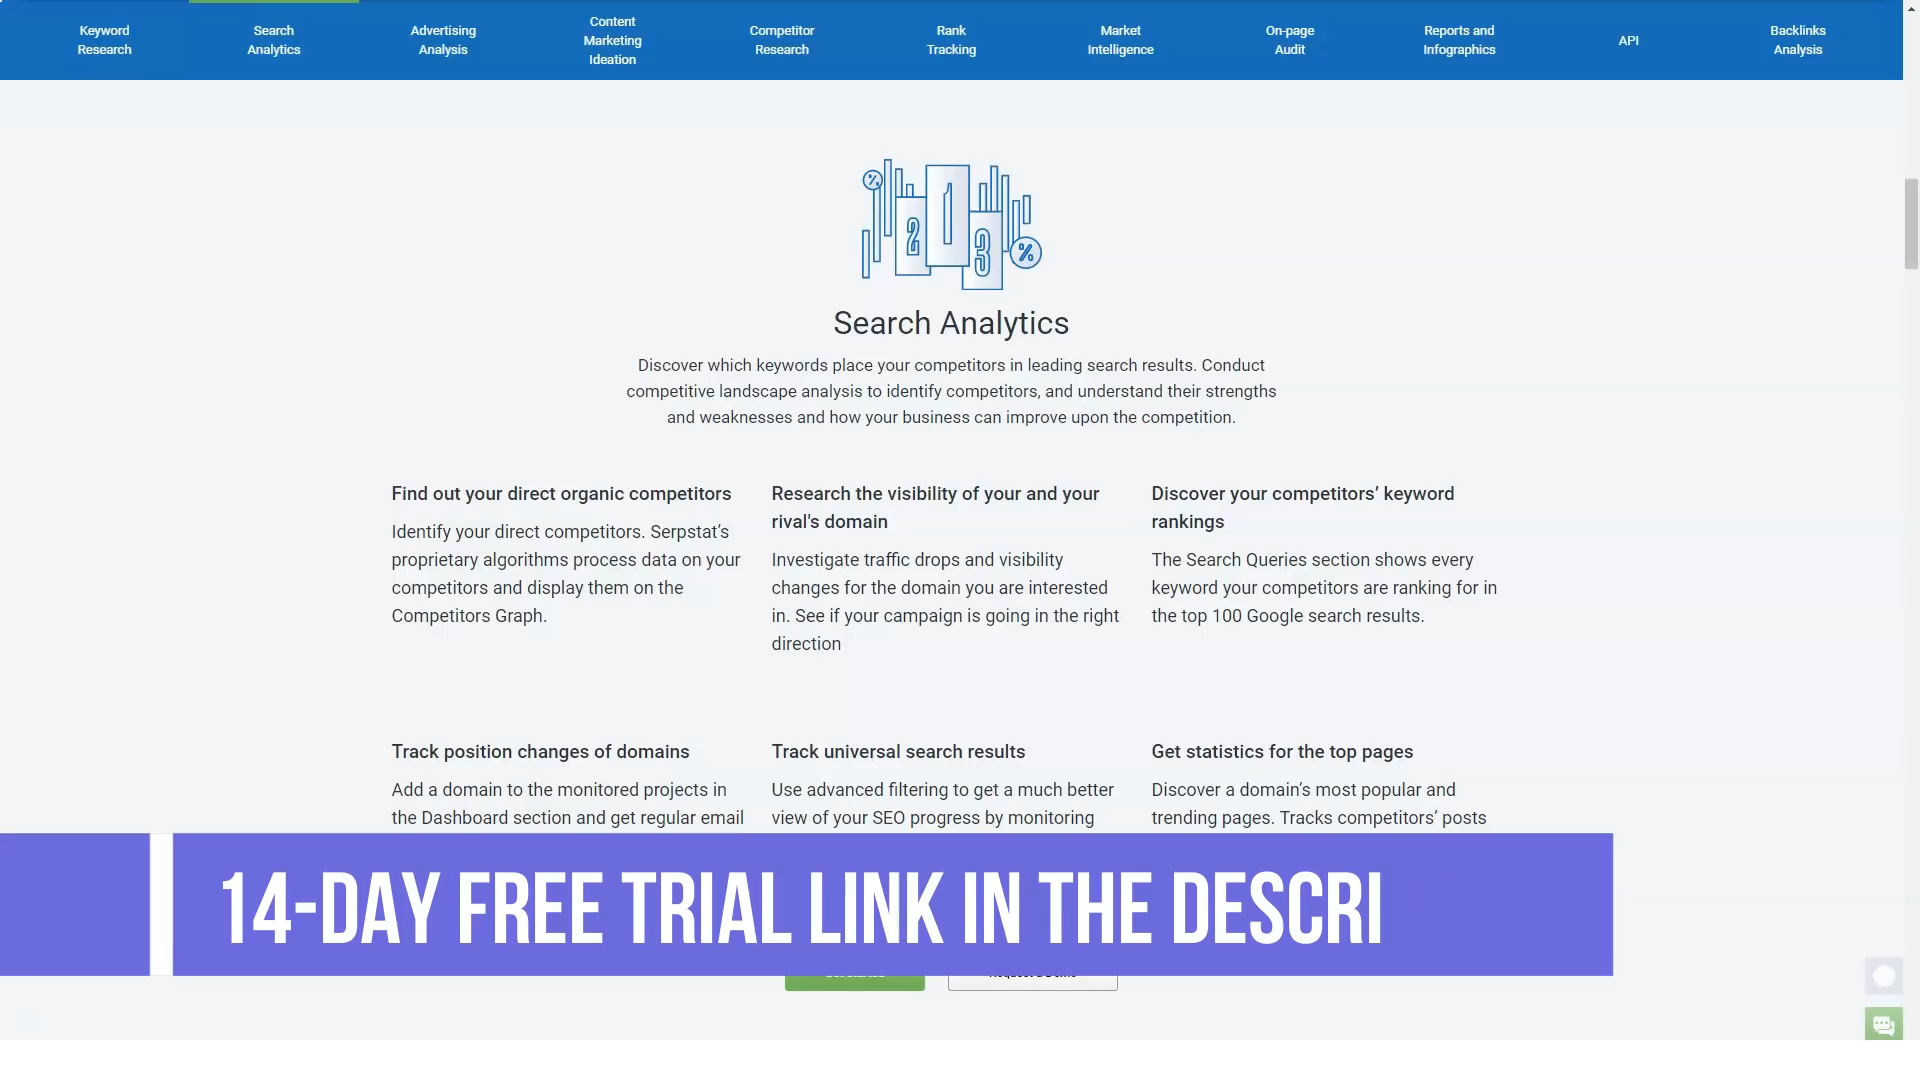 Keyword
Research
Search
Analytics
Advertising
Analysis
Content
Marketing
Ideation
Competitor
Research
Rank
Tracking
Market
Intelligence
On-page
Audit
Reports and
Infographics
API
Backlinks
Analysis
%
2
1
3
%
Search Analytics
Discover which keywords place your competitors in leading search results. Conduct
competitive landscape analysis to identify competitors, and understand their strengths
and weaknesses and how your business can improve upon the competition.
Find out your direct organic competitors
Identify your direct competitors. Serpstat’s
proprietary algorithms process data on your
competitors and display them on the
Competitors Graph.
Research the visibility of your and your
rival's domain
Investigate traffic drops and visibility
changes for the domain you are interested
in. See if your campaign is going in the right
direction
Discover your competitors’ keyword
rankings
The Search Queries section shows every
keyword your competitors are ranking for in
the top 100 Google search results.
Track position changes of domains
Add a domain to the monitored projects in
the Dashboard section and get regular email
Track universal search results
Use advanced filtering to get a much better
view of your SEO progress by monitoring
Get statistics for the top pages
Discover a domain’s most popular and
trending pages. Tracks competitors’ posts
14-DAY FREE TRIAL LINK IN THE DESCRI